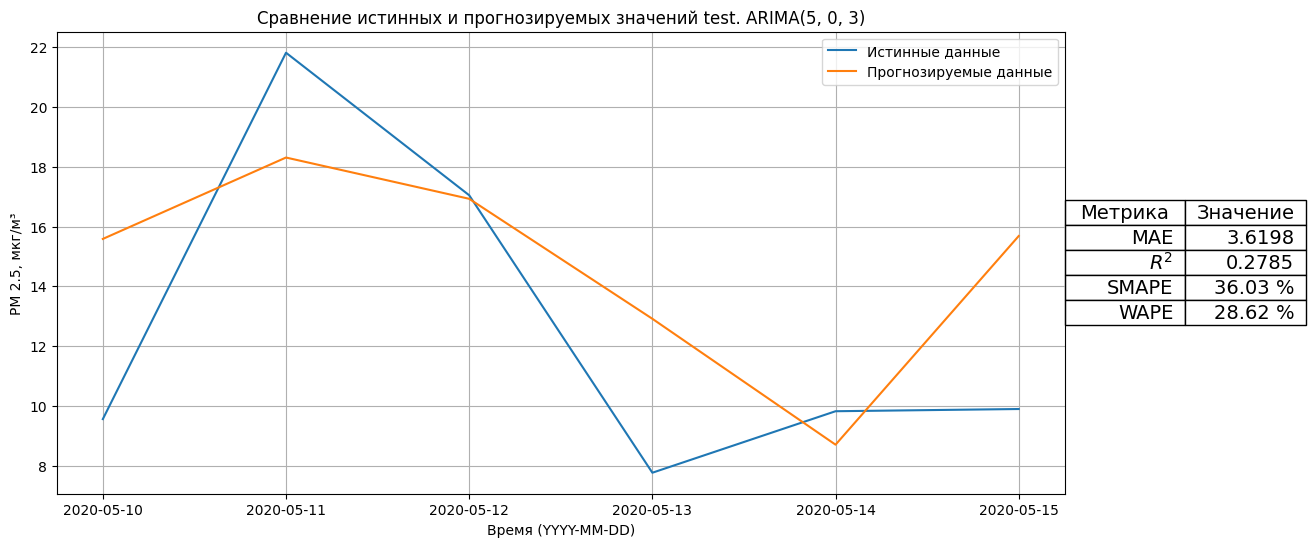 Сравнение истинных и прогнозируемых значений test. ARIMA(5, 0, 3)
Истинные данные
Прогнозируемые данные
PM 2.5, мкг/м³
22
20
18
16
14
12
10
8
2020-05-10 2020-05-11 2020-05-12 2020-05-13 2020-05-14 2020-05-15
Время (YYYY-MM-DD)
Метрика Значение
MAE 3.6198
R² 0.2785
SMAPE 36.03 %
WAPE 28.62 %